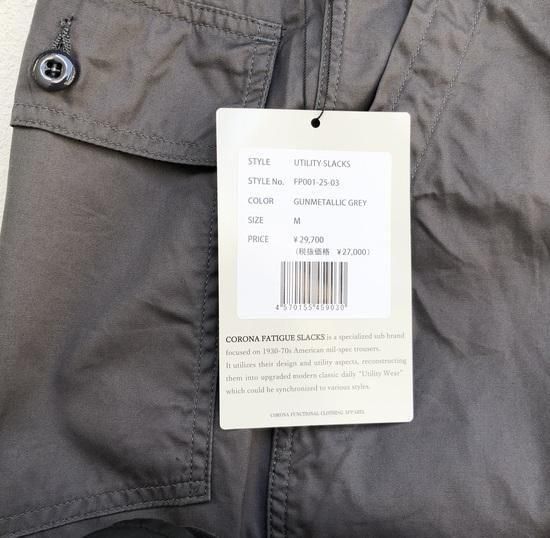 STYLE UTILITY SLACKS
STYLE No. FP001-25-03
COLOR GUNMETALLIC GREY
SIZE M
PRICE ¥29,700
(税抜価格 ¥27,000)
4570155459030
CORONA FATIGUE SLACKS is a specialized sub brand
focused on 1930-70s American mil-spec trousers.
It utilizes their design and utility aspects, reconstructing
them into upgraded modern classic daily "Utility Wear"
which could be synchronized to various styles.
CORONA FUNCTIONAL CLOTHING APPAREL